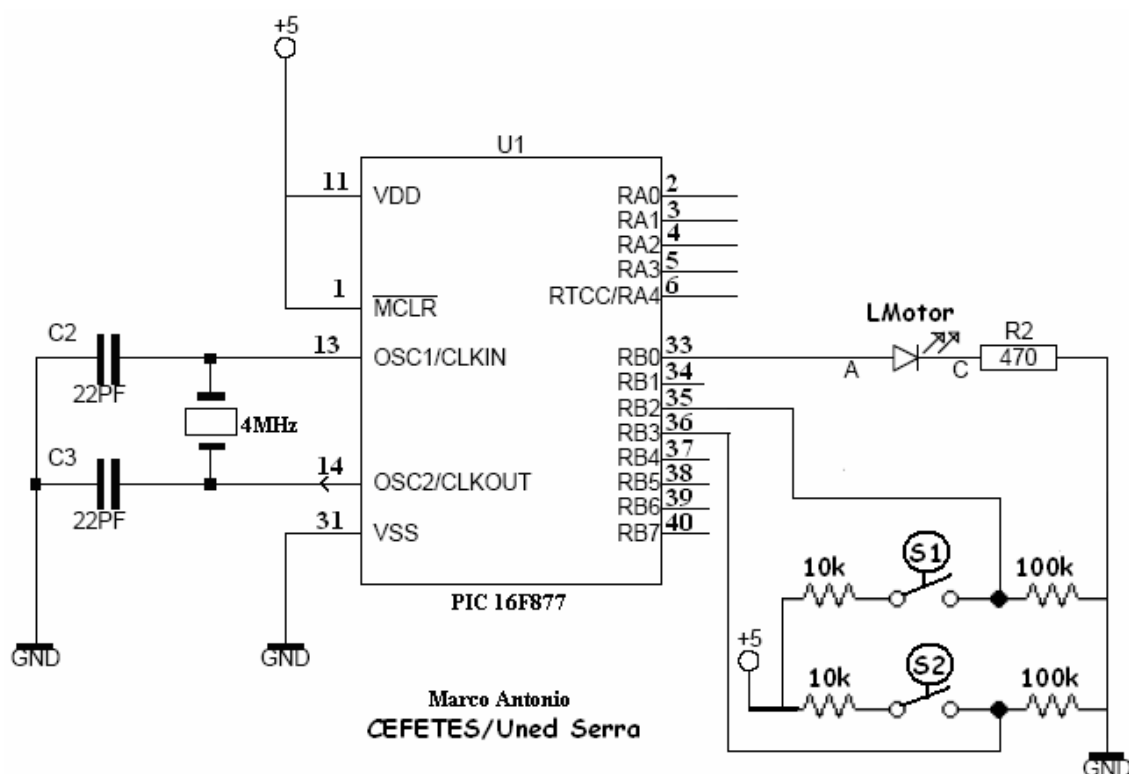 +5
U1
11
VDD
1
MCLR
C2
22PF
13
OSC1/CLKIN
4MHz
C3
22PF
14
OSC2/CLKOUT
31
VSS
RA0
2
RA1
3
RA2
4
RA3
5
RTCC/RA4
6
RB0
33
RB1
34
RB2
35
RB3
36
RB4
37
RB5
38
RB6
39
RB7
40
PIC 16F877
LMotor
A
C
R2
470
10k
S1
100k
+5
10k
S2
100k
GND
GND
GND
Marco Antonio
CEFETES/Uned Serra